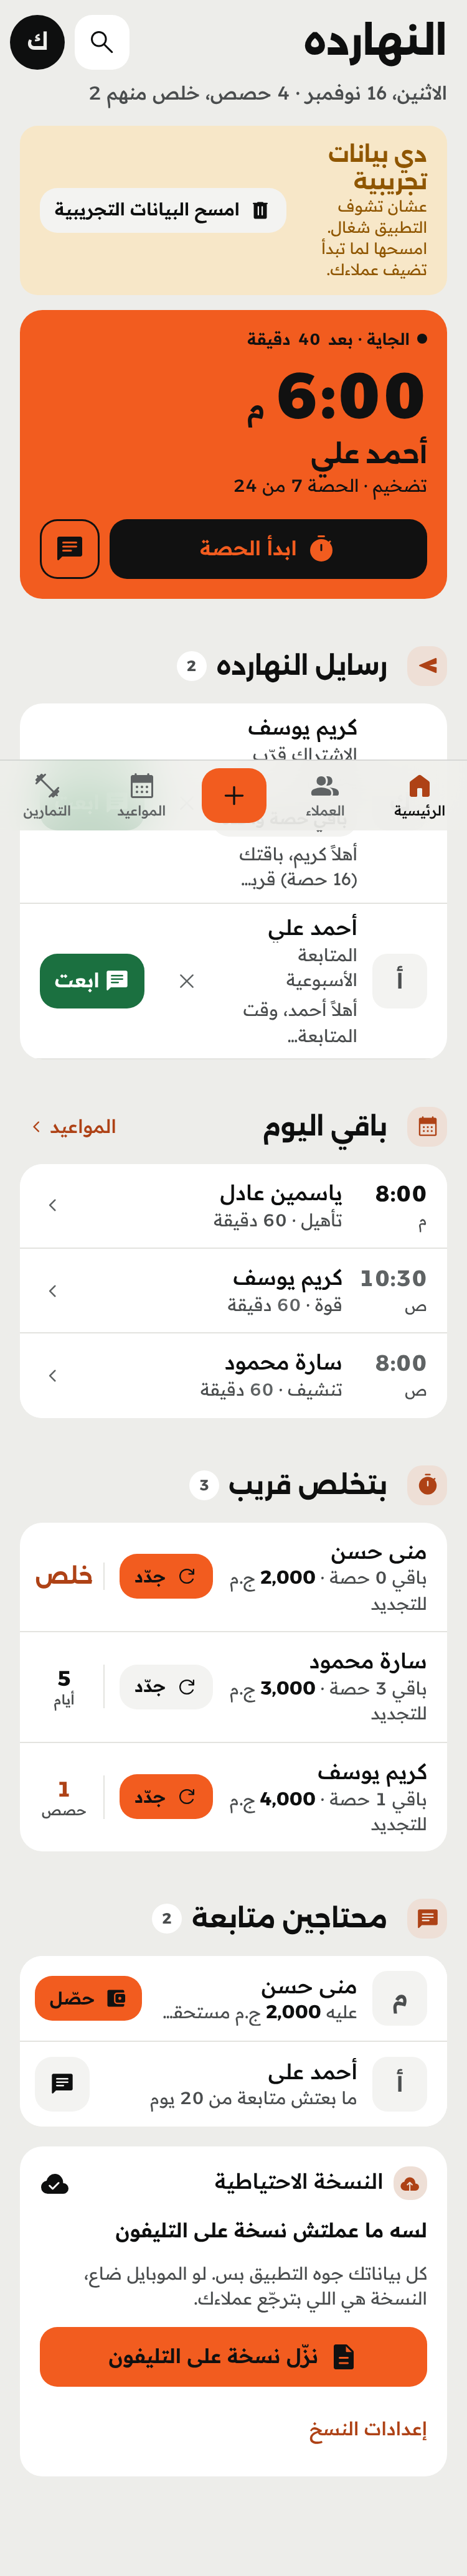 النهارده
ك
الاثنين، 16 نوفمبر · 4 حصص، خلص منهم 2
دي بيانات
تجريبية
عشان تشوف
التطبيق شغال.
امسحها لما تبدأ
تضيف عملاءك.
امسح البيانات التجريبية
الجاية · بعد 40 دقيقة
6:00 م
أحمد علي
تضخيم · الحصة 7 من 24
ابدأ الحصة
رسايل النهارده 2
كريم يوسف
الاشتراك قرّب
الرئيسية
العملاء
المواعيد
التمارين
أهلاً كريم، باقتك
(16 حصة) قربـ...
أ
أحمد علي
المتابعة
الأسبوعية
أهلاً أحمد، وقت
المتابعة...
ابعت
باقي اليوم
المواعيد
8:00 م
ياسمين عادل
تأهيل · 60 دقيقة
10:30 ص
كريم يوسف
قوة · 60 دقيقة
8:00 ص
سارة محمود
تنشيف · 60 دقيقة
بتخلص قريب 3
منى حسن
باقي 0 حصة · 2,000 ج.م
للتجديد
جدّد
خلص
سارة محمود
باقي 3 حصة · 3,000 ج.م
للتجديد
جدّد
5
أيام
كريم يوسف
باقي 1 حصة · 4,000 ج.م
للتجديد
جدّد
1
حصص
محتاجين متابعة 2
م
منى حسن
عليه 2,000 ج.م مستحقـ...
حصّل
أ
أحمد علي
ما بعتش متابعة من 20 يوم
النسخة الاحتياطية
لسه ما عملتش نسخة على التليفون
كل بياناتك جوه التطبيق بس. لو الموبايل ضاع،
النسخة هي اللي بترجّع عملاءك.
نزّل نسخة على التليفون
إعدادات النسخ